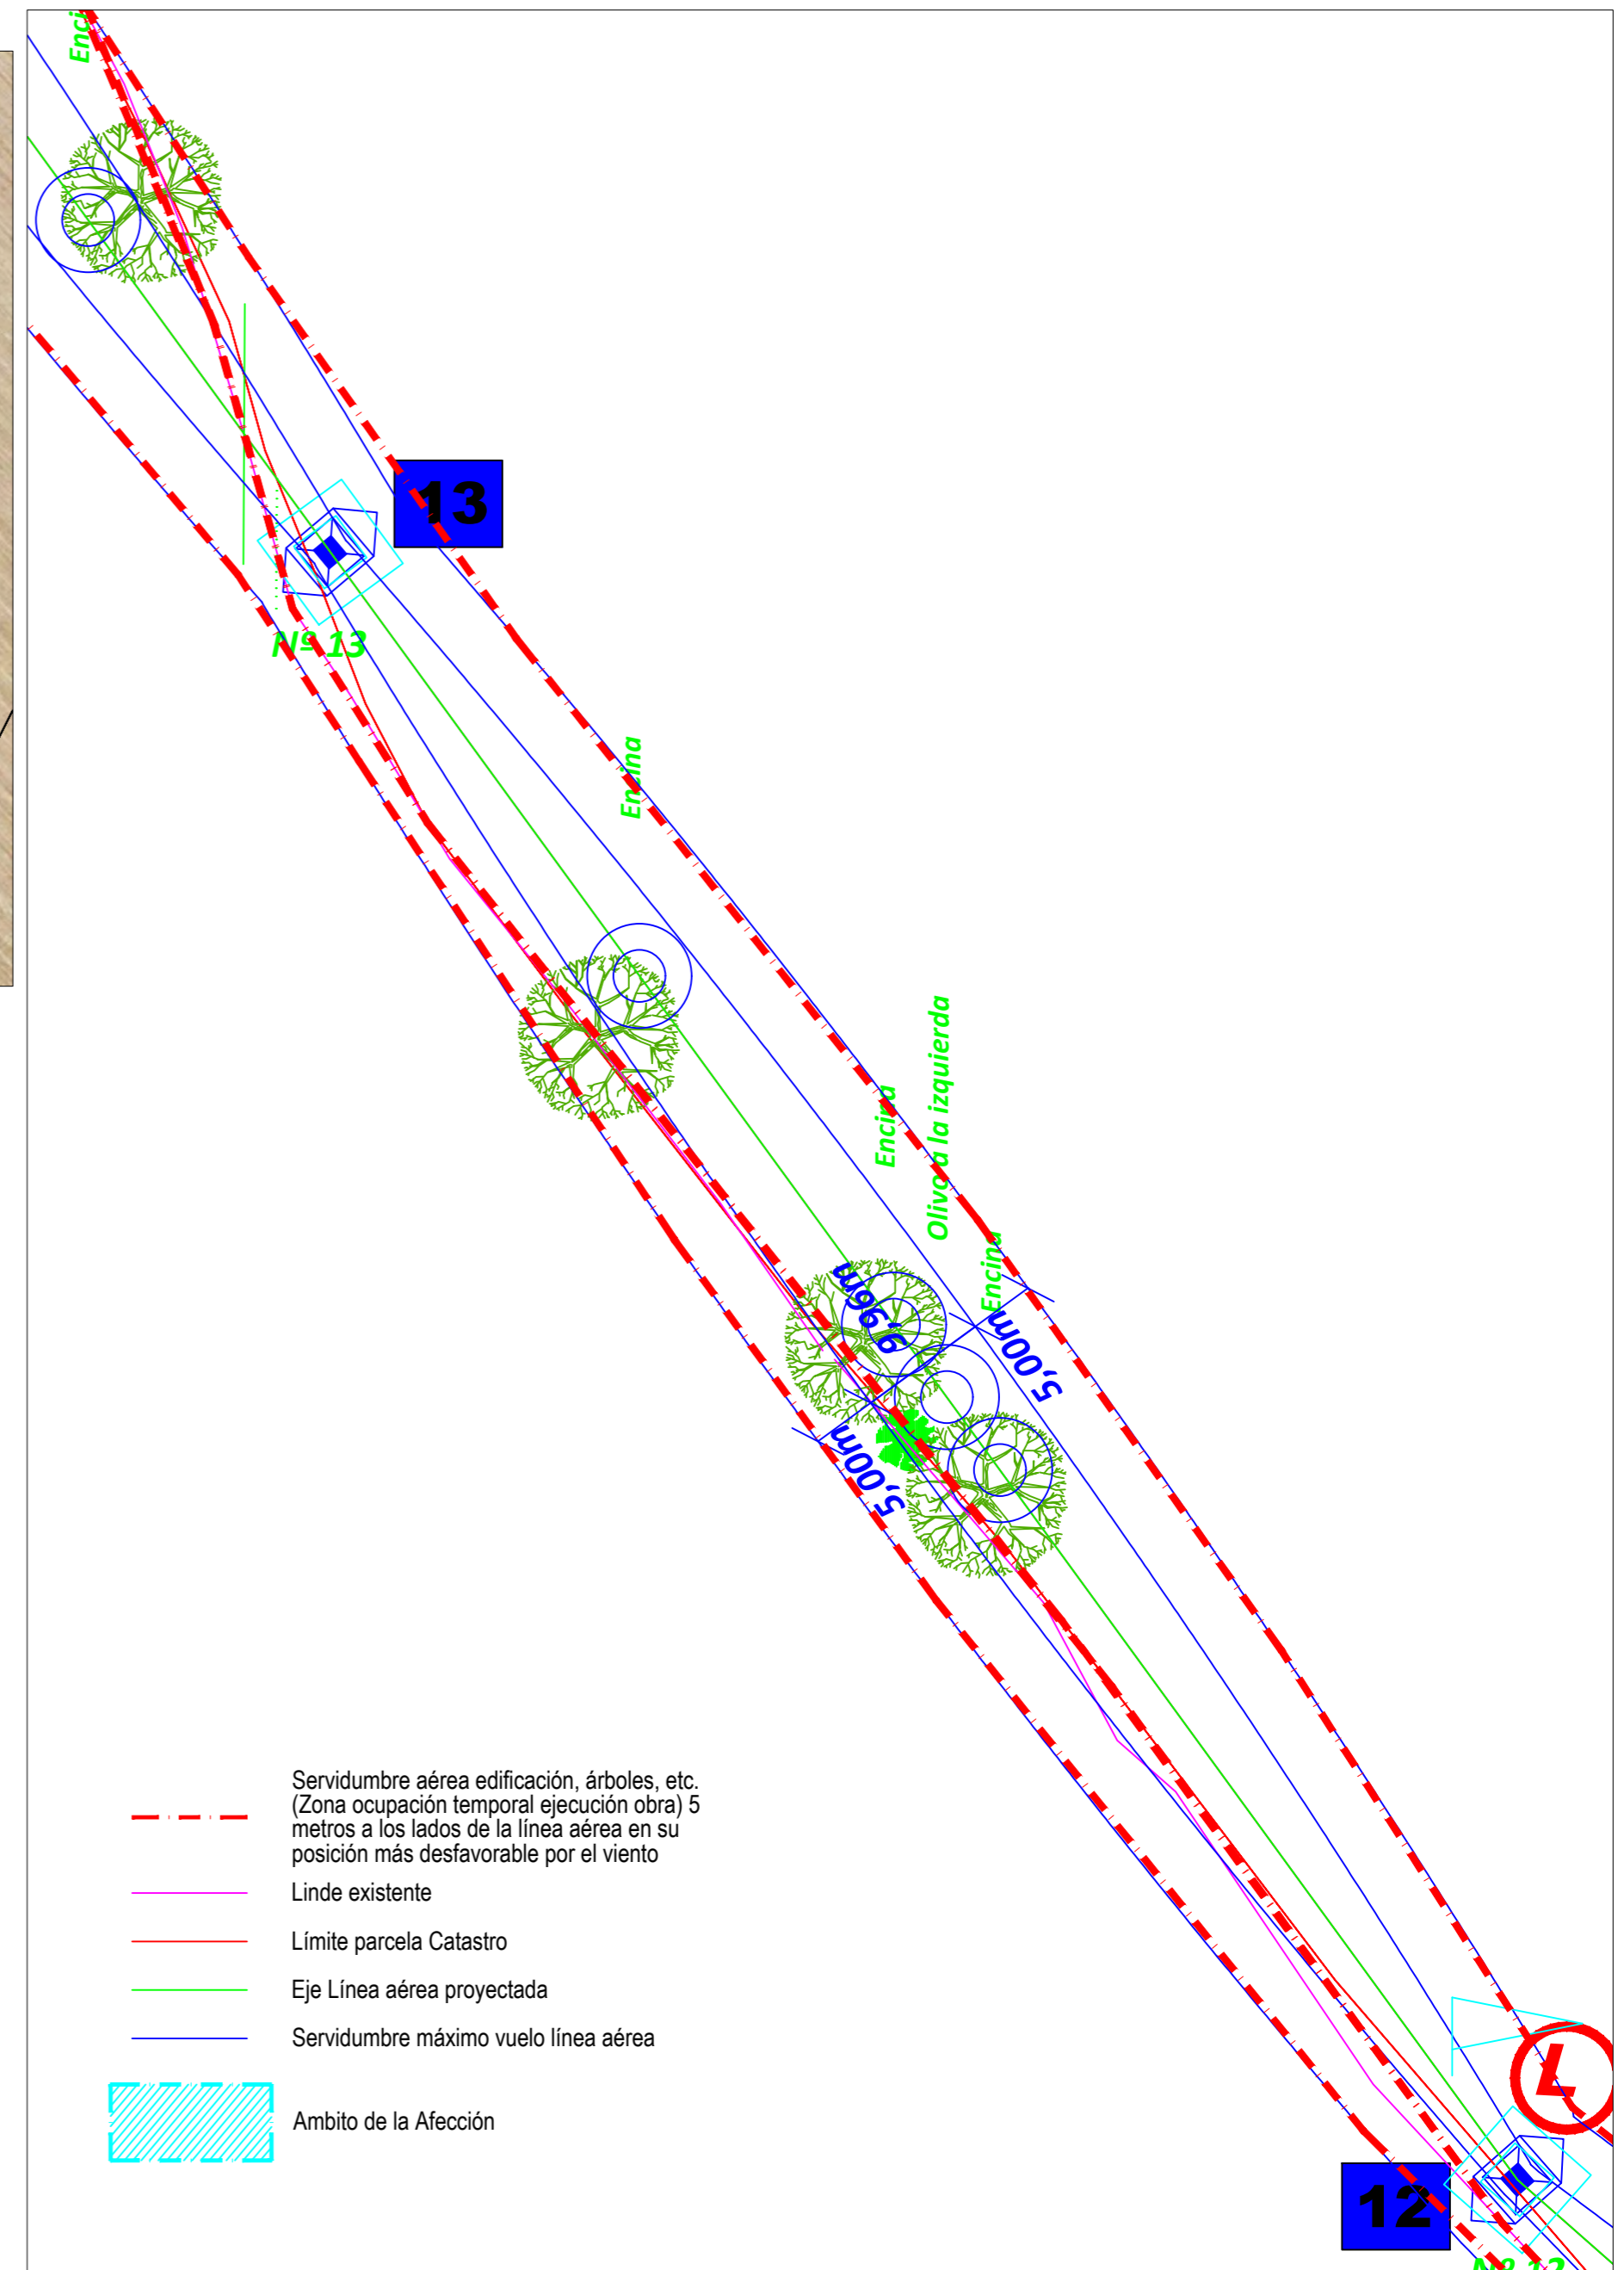 Enci
13
Nº 13
Encina
Encina
Olivo a la izquierda
Encina
9,96m
5,00m
5,00m
Servidumbre aérea edificación, árboles, etc.
(Zona ocupación temporal ejecución obra) 5
metros a los lados de la línea aérea en su
posición más desfavorable por el viento
Linde existente
Límite parcela Catastro
Eje Línea aérea proyectada
Servidumbre máximo vuelo línea aérea
Ambito de la Afección
L
12
Nº 12